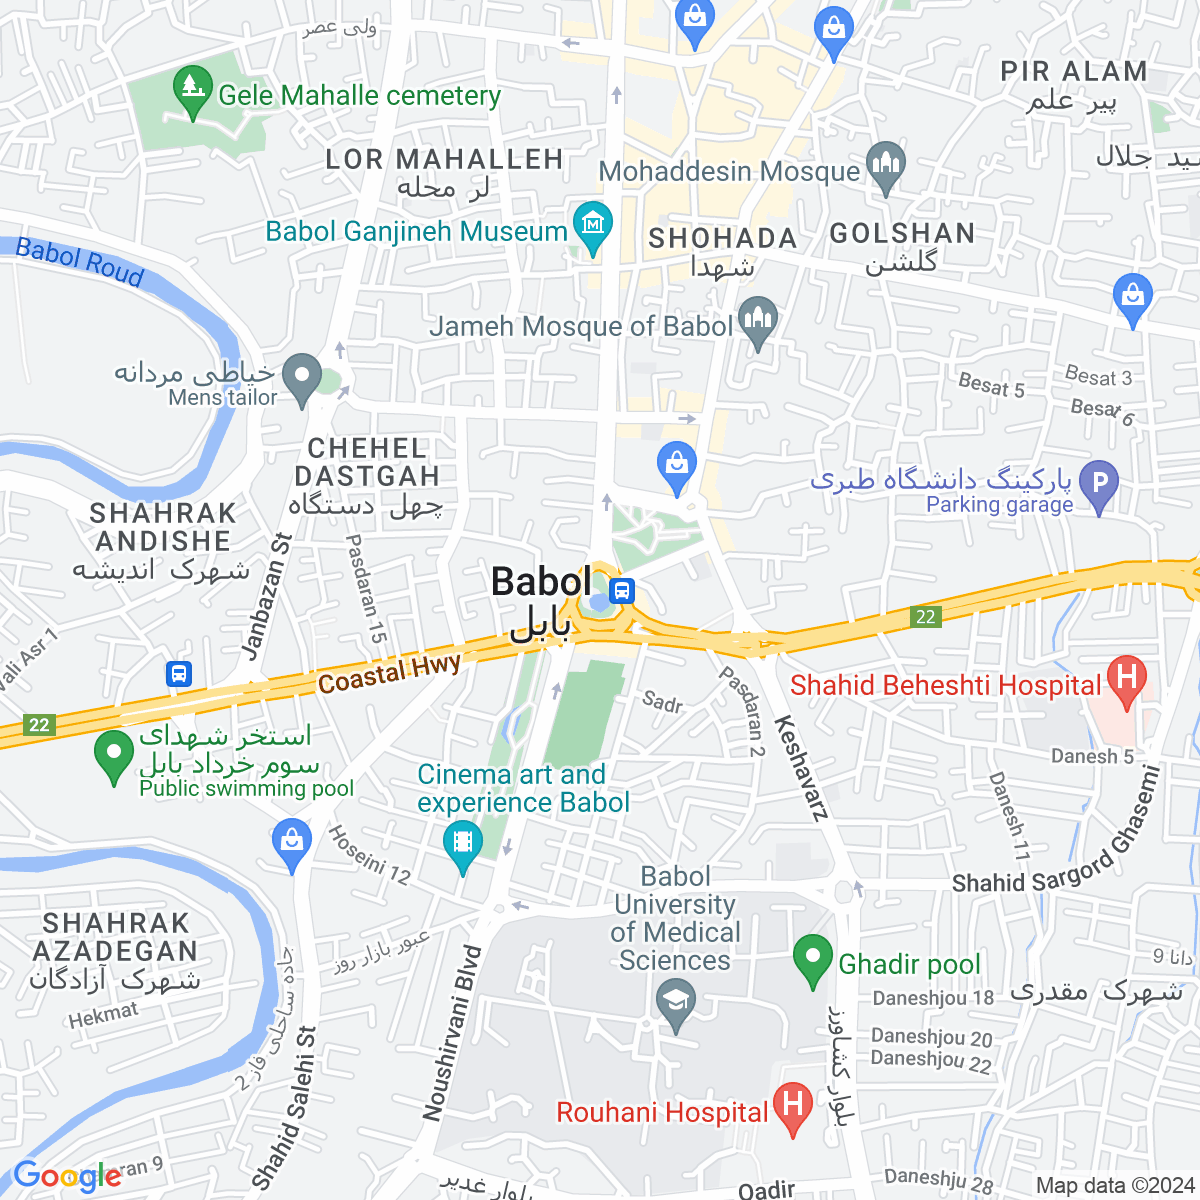 ولی عصر
Gele Mahalle cemetery
PIR ALAM
پیر علم
LOR MAHALLEH
لر محله
Mohaddesin Mosque
ید جلال
Babol Ganjineh Museum
SHOHADA
شهدا
GOLSHAN
گلشن
Babol Roud
Jameh Mosque of Babol
خیاطی مردانه
Mens tailor
Besat 3
Besat 5
Besat 6
CHEHEL
DASTGAH
چهل دستگاه
پارکینگ دانشگاه طبری
Parking garage
P
SHAHRAK
ANDISHE
شهرک اندیشه
Janbazan St
Pasdaran 15
Babol
بابل
22
Vali Asr 1
Coastal Hwy
22
Sadr
Pasdaran 2
Shahid Beheshti Hospital
H
استخر شهدای
سوم خرداد بابل
Public swimming pool
Keshavarz
Danesh 5
Cinema art and
experience Babol
Danesh 11
Shahid Sargord Ghasemi
Hoseini 12
Babol
University
of Medical
Sciences
SHAHRAK
AZADEGAN
شهرک آزادگان
عبور بازار روز
جاده ساحلی فاز 2
Noushirvani Blvd
Ghadir pool
دانا 9
Daneshjou 18
شهرک مقدری
Hekmat
Daneshjou 20
Daneshjou 22
بلوار کشاورز
Shahid Salehi St
Rouhani Hospital
H
Google
ran 9
بلوار غدیر
Qadir
Daneshju 28
Map data ©2024